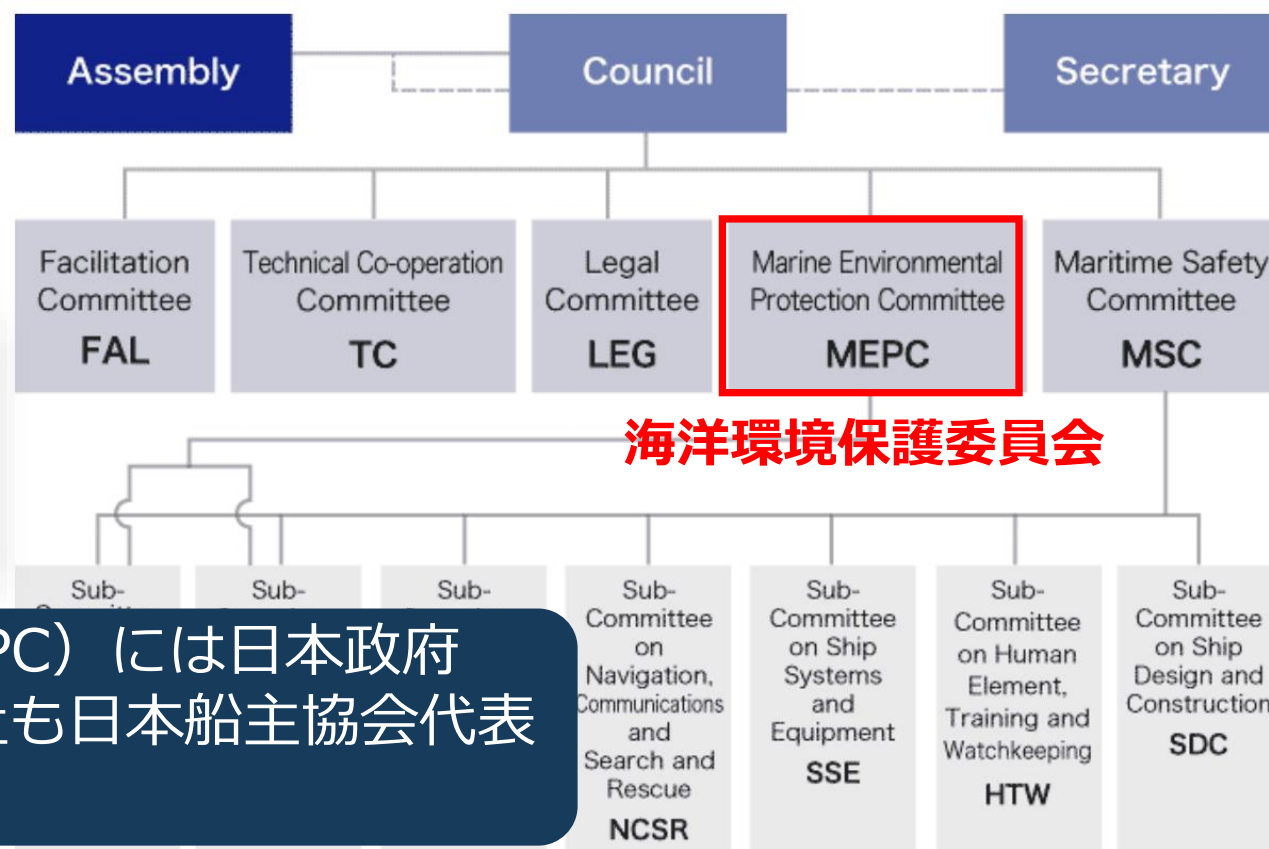 Assembly
Council
Secretary
Facilitation
Committee
FAL
Technical Co-operation
Committee
TC
Legal
Committee
LEG
Marine Environmental
Protection Committee
MEPC
Maritime Safety
Committee
MSC
海洋環境保護委員会
Sub-
Sub-
Sub-
Sub-
Committee
on
Navigation,
Communications
and
Search and
Rescue
NCSR
Sub-
Committee
on Ship
Systems
and
Equipment
SSE
Sub-
Committee
on Human
Element,
Training and
Watchkeeping
HTW
Sub-
Committee
on Ship
Design and
Construction
SDC
PC）には日本政府
も日本船主協会代表